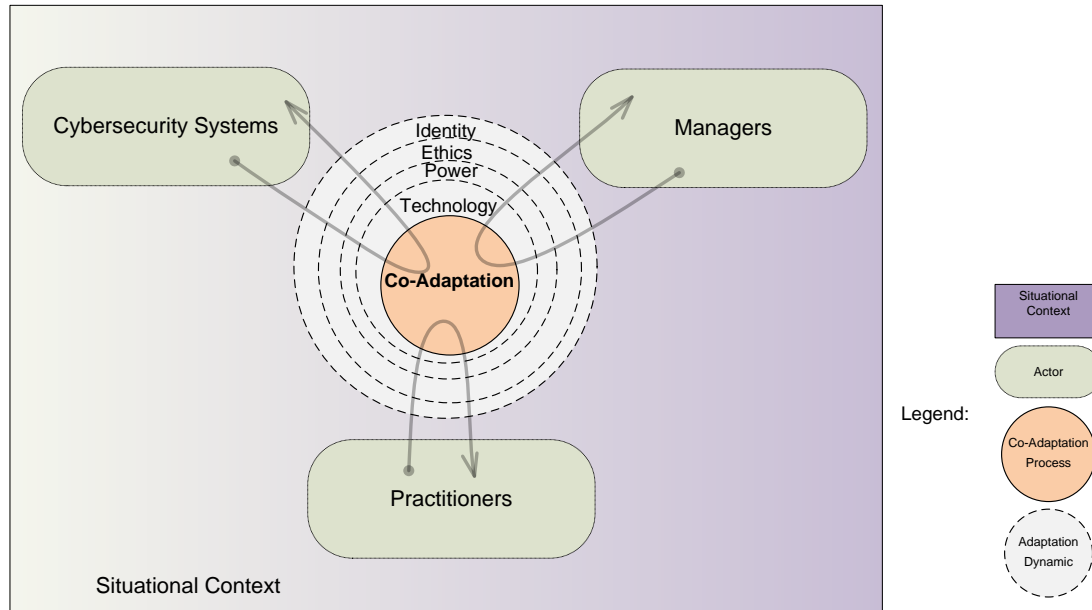 Cybersecurity Systems
Managers
Identity
Ethics
Power
Technology
Co-Adaptation
Practitioners
Situational Context
Legend:
Situational
Context
Actor
Co-Adaptation
Process
Adaptation
Dynamic